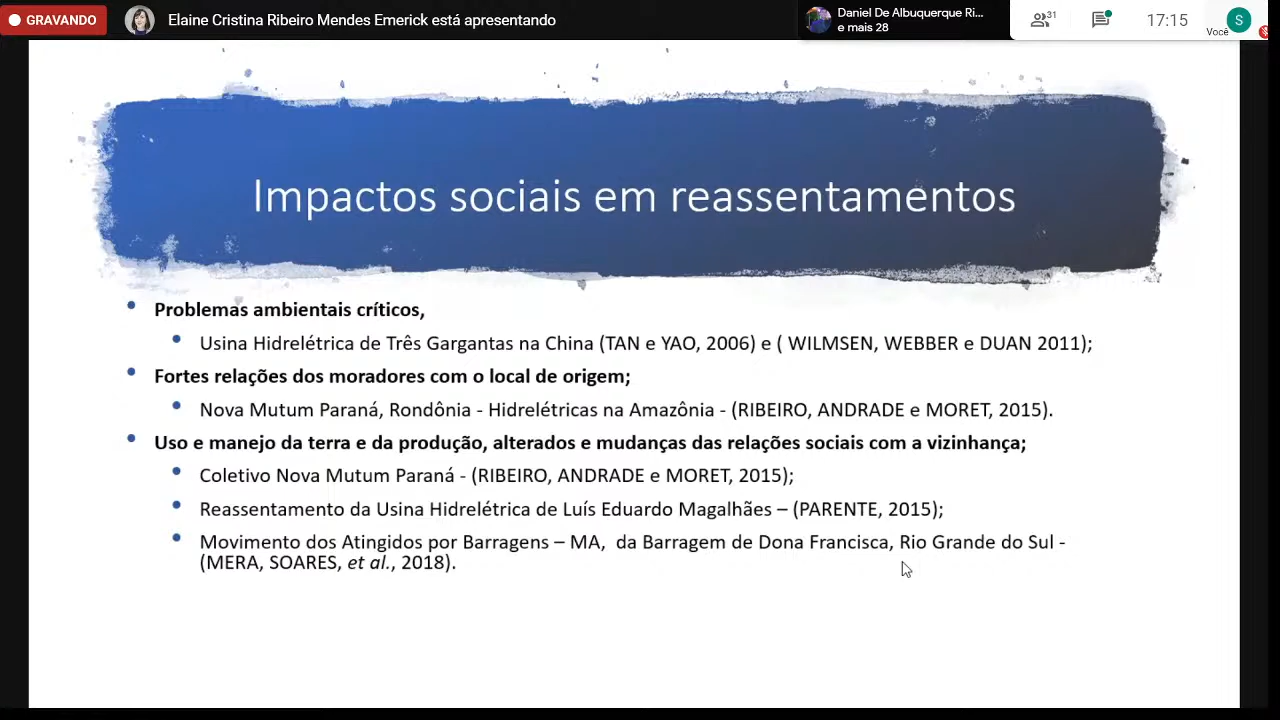 GRAVANDO
Elaine Cristina Ribeiro Mendes Emerick está apresentando
Daniel De Albuquerque Ri...
e mais 28
31
17:15
Você
S
Impactos sociais em reassentamentos
• Problemas ambientais críticos,
• Usina Hidrelétrica de Três Gargantas na China (TAN e YAO, 2006) e ( WILMSEN, WEBBER e DUAN 2011);
• Fortes relações dos moradores com o local de origem;
• Nova Mutum Paraná, Rondônia - Hidrelétricas na Amazônia - (RIBEIRO, ANDRADE e MORET, 2015).
• Uso e manejo da terra e da produção, alterados e mudanças das relações sociais com a vizinhança;
• Coletivo Nova Mutum Paraná - (RIBEIRO, ANDRADE e MORET, 2015);
• Reassentamento da Usina Hidrelétrica de Luís Eduardo Magalhães – (PARENTE, 2015);
• Movimento dos Atingidos por Barragens – MA,  da Barragem de Dona Francisca, Rio Grande do Sul -
(MERA, SOARES, et al., 2018).